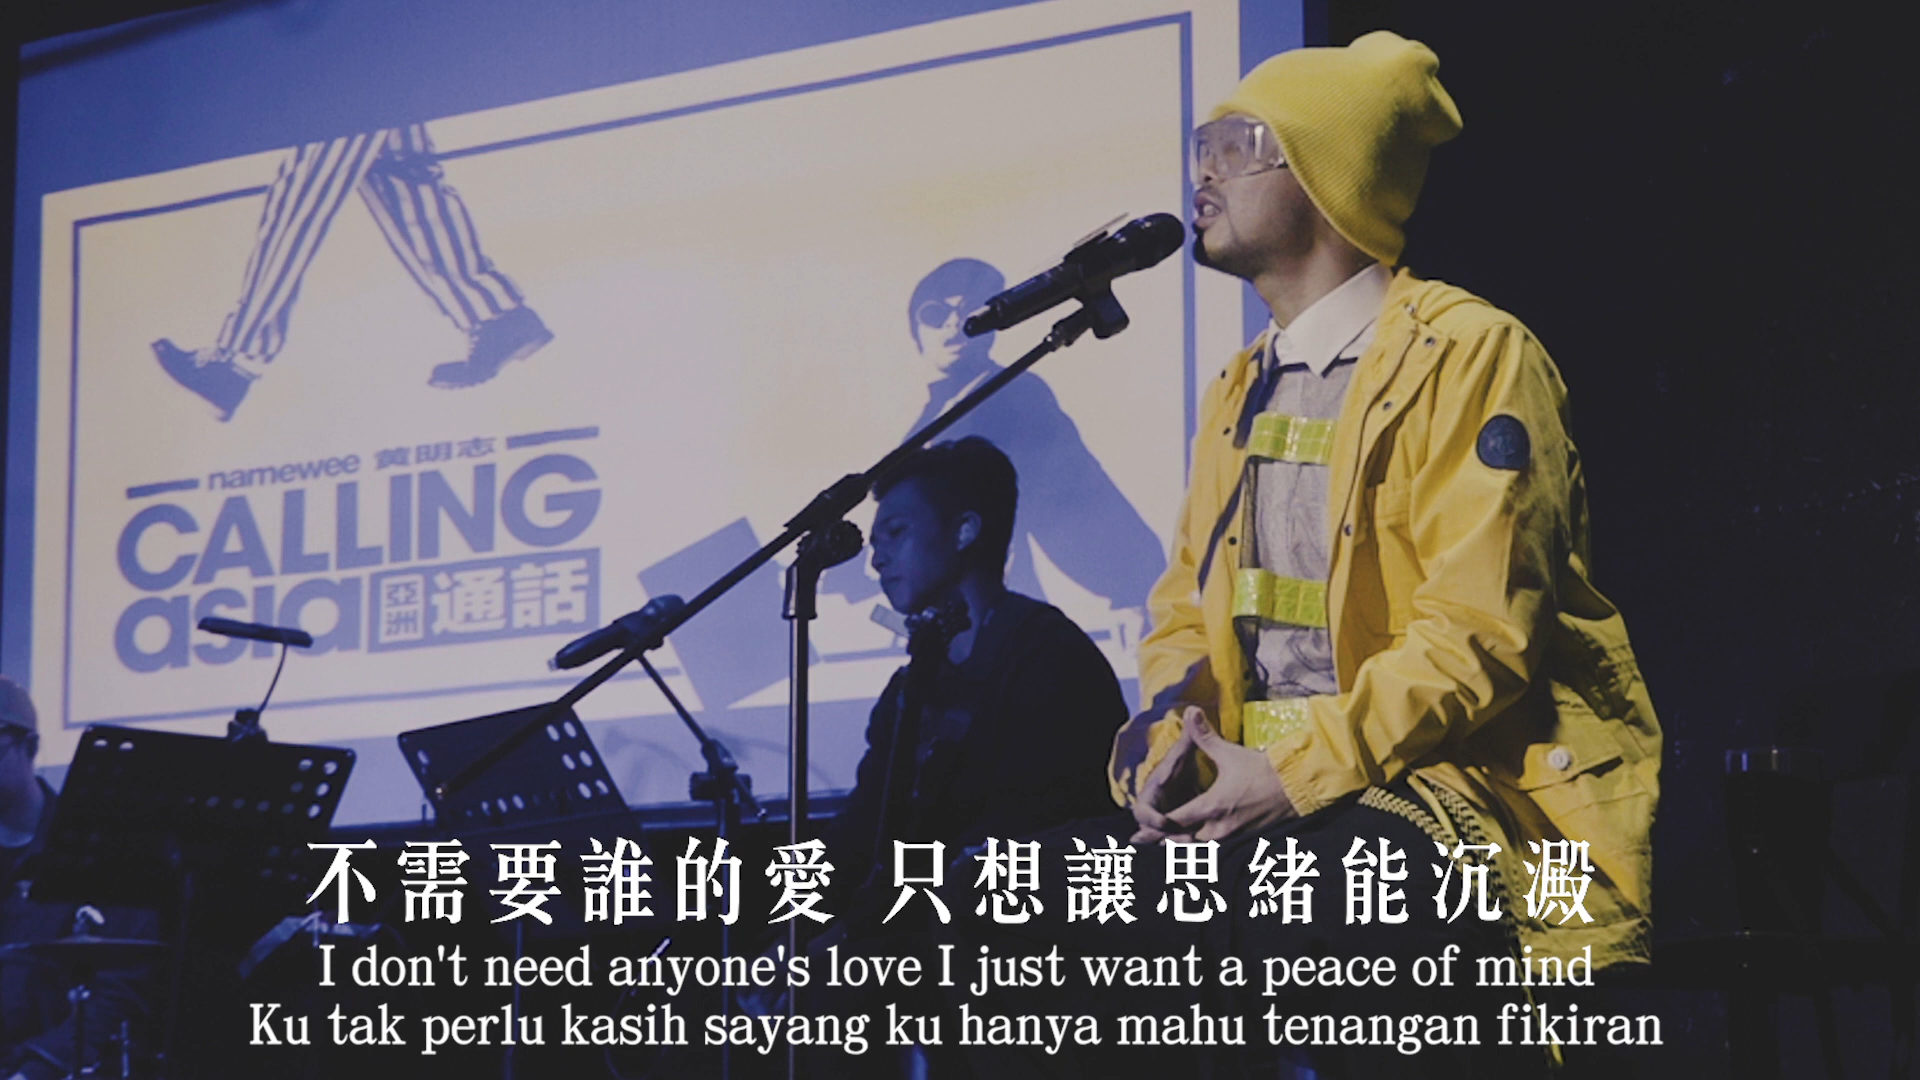 namewee 黃明志
CALLING
asia 亞洲通話
不需要誰的愛 只想讓思緒能沉澱
I don't need anyone's love I just want a peace of mind
Ku tak perlu kasih sayang ku hanya mahu tenangan fikiran